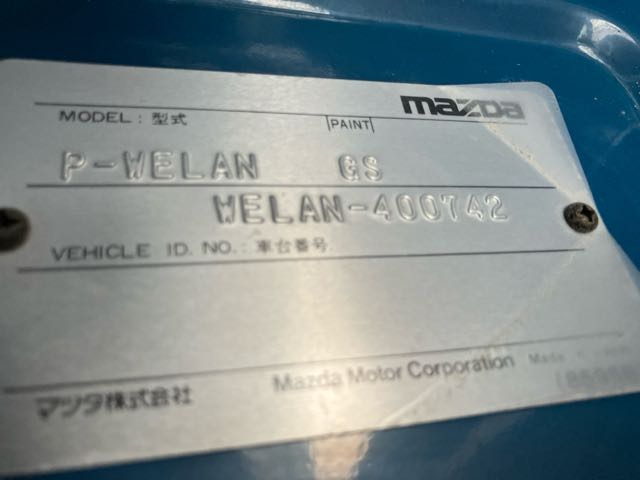 mazda
MODEL : 型式 PAINT
P-WELAN GS
WELAN-400742
VEHICLE ID. NO. : 車台番号
マツダ株式会社 Mazda Motor Corporation Made